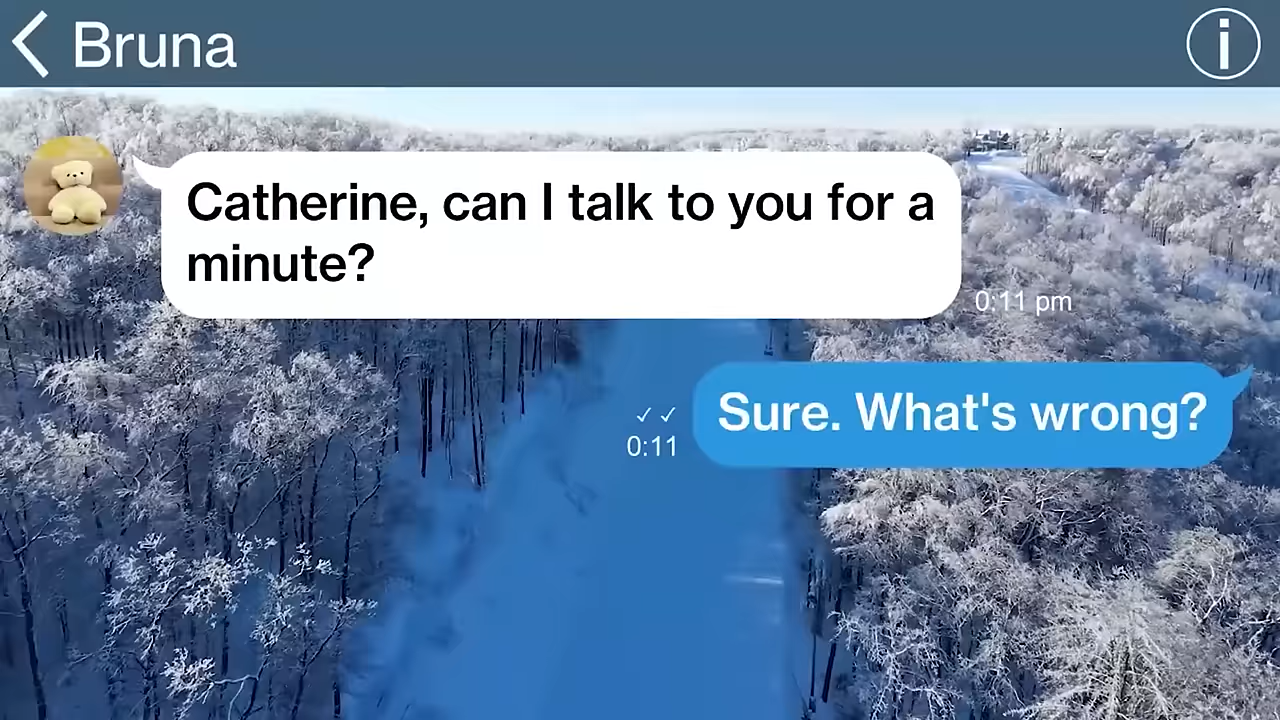 Bruna
Catherine, can I talk to you for a
minute?
0:11 pm
Sure. What's wrong?
0:11